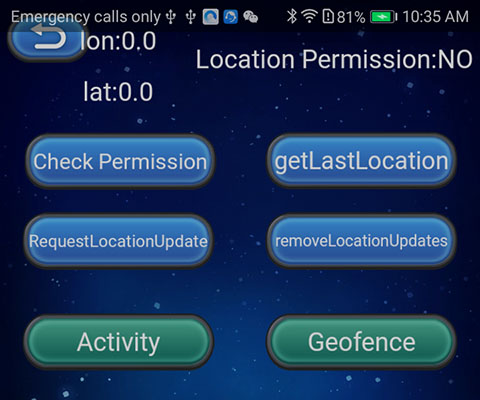 Emergency calls only 81% 10:35 AM
lon:0.0
Location Permission:NO
lat:0.0
Check Permission getLastLocation
RequestLocationUpdate removeLocationUpdates
Activity Geofence